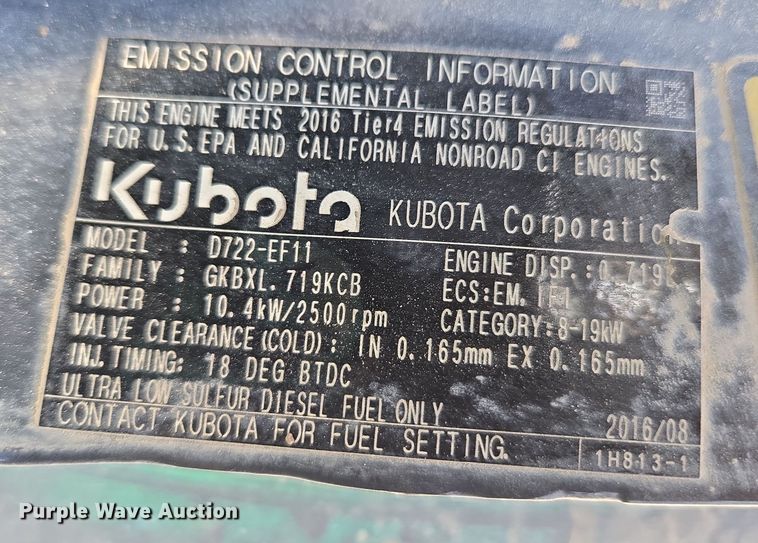 EMISSION CONTROL INFORMATION
(SUPPLEMENTAL LABEL)
THIS ENGINE MEETS 2016 Tier4 EMISSION REGULATIONS
FOR U.S.EPA AND CALIFORNIA NONROAD CI ENGINES.
Kubota KUBOTA Corporation
MODEL : D722-EF11 ENGINE DISP.:0.719L
FAMILY : GKBXL.719KCB ECS:EM, IFI
POWER : 10.4kW/2500rpm CATEGORY:8-19kW
VALVE CLEARANCE(COLD): IN 0.165mm EX 0.165mm
INJ.TIMING: 18 DEG BTDC
ULTRA LOW SULFUR DIESEL FUEL ONLY
CONTACT KUBOTA FOR FUEL SETTING. 2016/08
1H813-1
Purple Wave Auction